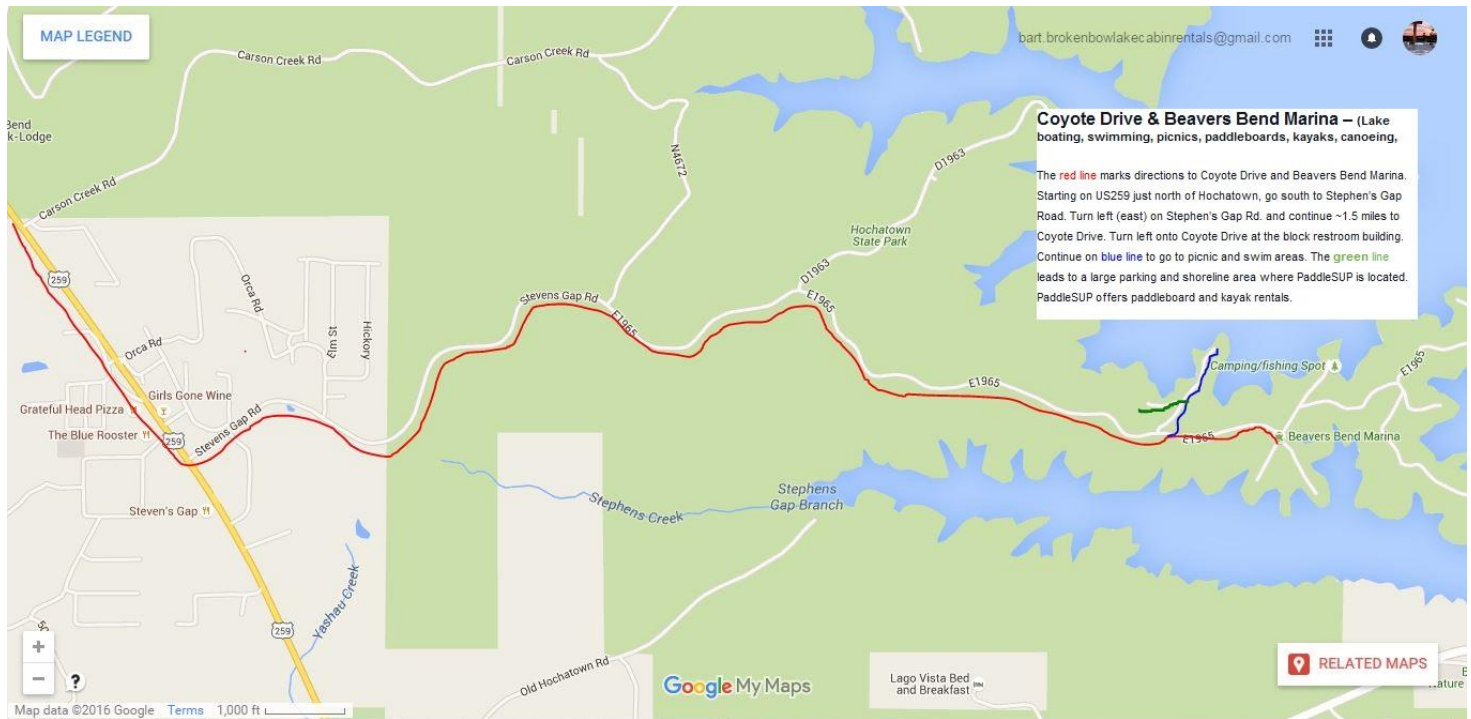 MAP LEGEND
bart.brokenbowlakecabinrentals@gmail.com
Carson Creek Rd
Carson Creek Rd
Bend
k-Lodge
Coyote Drive & Beavers Bend Marina – (Lake
boating, swimming, picnics, paddleboards, kayaks, canoeing,
The red line marks directions to Coyote Drive and Beavers Bend Marina.
Starting on US259 just north of Hochatown, go south to Stephen's Gap
Road. Turn left (east) on Stephen's Gap Rd. and continue ~1.5 miles to
Coyote Drive. Turn left onto Coyote Drive at the block restroom building.
Continue on blue line to go to picnic and swim areas. The green line
leads to a large parking and shoreline area where PaddleSUP is located.
PaddleSUP offers paddleboard and kayak rentals.
N4672
D1963
Carson Creek Rd
Hochatown
State Park
D1963
259
Orca Rd
Stevens Gap Rd
E1965
E1965
Elm St
Hickory
Orca Rd
E1965
Camping/fishing Spot
E1965
Girls Gone Wine
Grateful Head Pizza
Stevens Gap Rd
The Blue Rooster
259
E1965
Beavers Bend Marina
Stephens Creek
Stephens
Gap Branch
Steven's Gap
Yashau Creek
259
+
−
?
Old Hochatown Rd
Google My Maps
Lago Vista Bed
and Breakfast
RELATED MAPS
Nature
Map data ©2016 Google Terms 1,000 ft